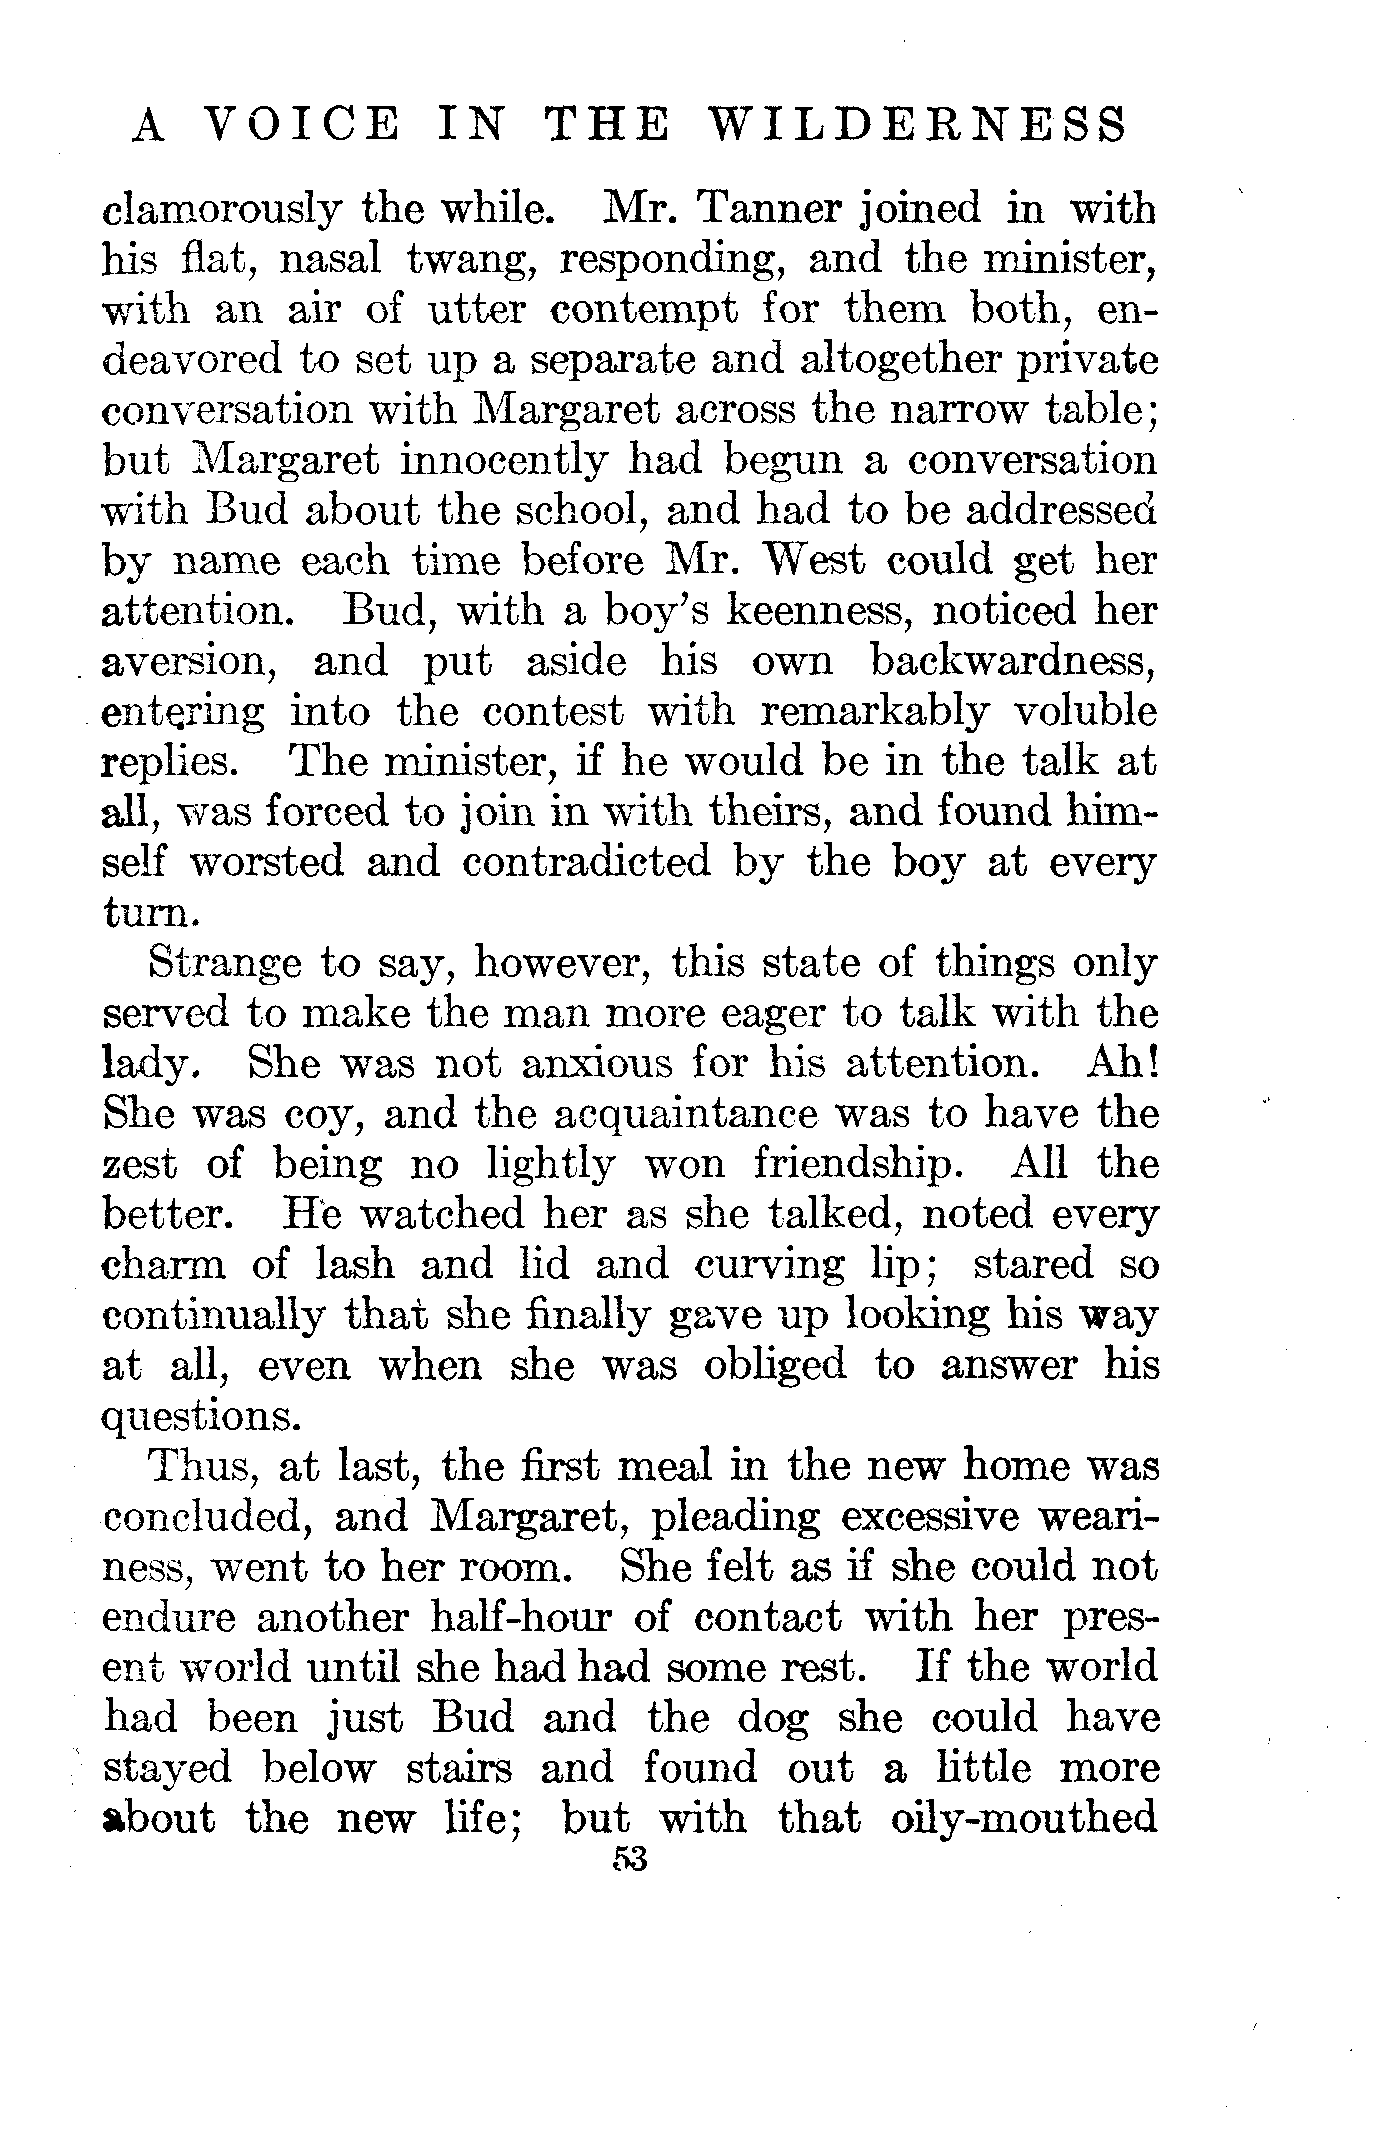 A VOICE IN THE WILDERNESS
clamorously the while. Mr. Tanner joined in with
his flat, nasal twang, responding, and the minister,
with an air of utter contempt for them both, en-
deavored to set up a separate and altogether private
conversation with Margaret across the narrow table;
but Margaret innocently had begun a conversation
with Bud about the school, and had to be addressed
by name each time before Mr. West could get her
attention. Bud, with a boy's keenness, noticed her
aversion, and put aside his own backwardness,
entering into the contest with remarkably voluble
replies. The minister, if he would be in the talk at
all, was forced to join in with theirs, and found him-
self worsted and contradicted by the boy at every
turn.
Strange to say, however, this state of things only
served to make the man more eager to talk with the
lady. She was not anxious for his attention. Ah!
She was coy, and the acquaintance was to have the
zest of being no lightly won friendship. All the
better. He watched her as she talked, noted every
charm of lash and lid and curving lip; stared so
continually that she finally gave up looking his way
at all, even when she was obliged to answer his
questions.
Thus, at last, the first meal in the new home was
concluded, and Margaret, pleading excessive weari-
ness, went to her room. She felt as if she could not
endure another half-hour of contact with her pres-
ent world until she had had some rest. If the world
had been just Bud and the dog she could have
stayed below stairs and found out a little more
about the new life; but with that oily-mouthed
53